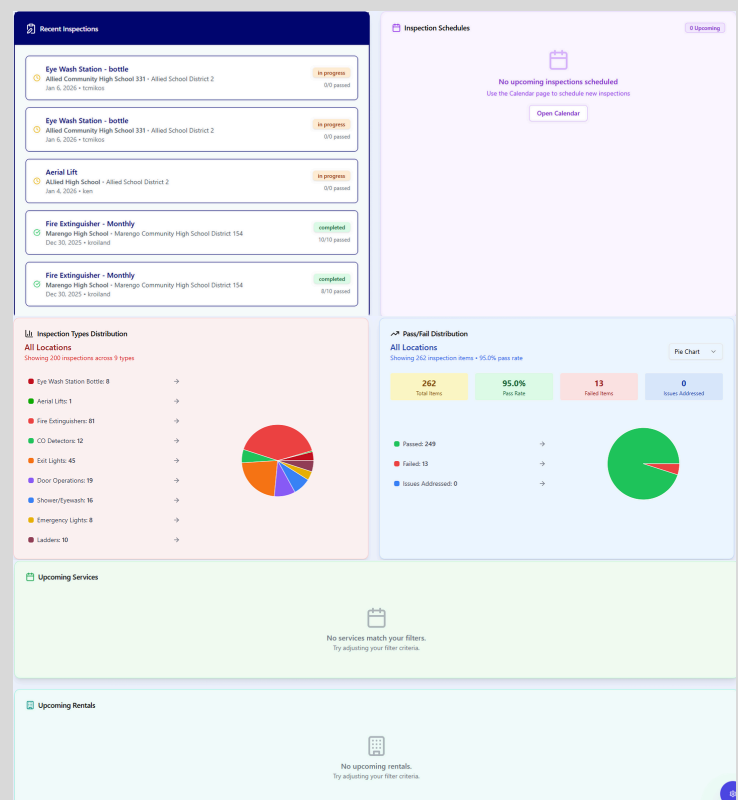 Recent Inspections
Eye Wash Station - bottle
Allied Community High School 331 - Allied School District 2
Jan 6, 2026 • tcmikos
in progress
0/0 passed
Eye Wash Station - bottle
Allied Community High School 331 - Allied School District 2
Jan 6, 2026 • tcmikos
in progress
0/0 passed
Aerial Lift
ALlied High School - Allied School District 2
Jan 4, 2026 • ken
in progress
0/0 passed
Fire Extinguisher - Monthly
Marengo High School - Marengo Community High School District 154
Dec 30, 2025 • kroiland
completed
10/10 passed
Fire Extinguisher - Monthly
Marengo High School - Marengo Community High School District 154
Dec 30, 2025 • kroiland
completed
8/10 passed
Inspection Schedules
0 Upcoming
No upcoming inspections scheduled
Use the Calendar page to schedule new inspections
Open Calendar
Inspection Types Distribution
All Locations
Showing 200 inspections across 9 types
Eye Wash Station Bottle: 8
Aerial Lifts: 1
Fire Extinguishers: 81
CO Detectors: 12
Exit Lights: 45
Door Operations: 19
Shower/Eyewash: 16
Emergency Lights: 8
Ladders: 10
Pass/Fail Distribution
All Locations
Showing 262 inspection items • 95.0% pass rate
Pie Chart
262
Total Items
95.0%
Pass Rate
13
Failed Items
0
Issues Addressed
Passed: 249
Failed: 13
Issues Addressed: 0
Upcoming Services
No services match your filters.
Try adjusting your filter criteria.
Upcoming Rentals
No upcoming rentals.
Try adjusting your filter criteria.